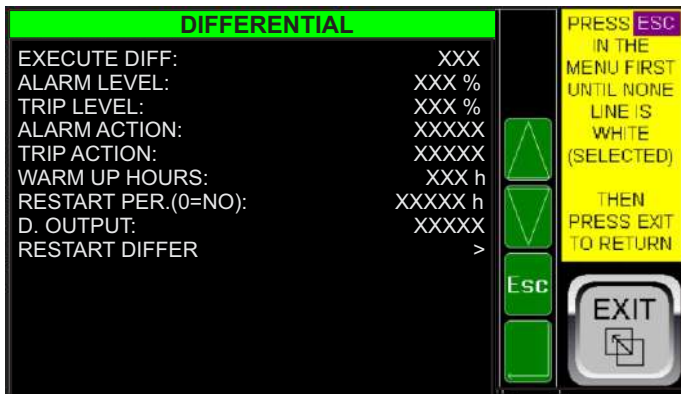 DIFFERENTIAL
EXECUTE DIFF: XXX
ALARM LEVEL: XXX %
TRIP LEVEL: XXX %
ALARM ACTION: XXXXX
TRIP ACTION: XXXXX
WARM UP HOURS: XXX h
RESTART PER.(0=NO): XXXXX h
D. OUTPUT: XXXXX
RESTART DIFFER >
Esc
PRESS ESC
IN THE
MENU FIRST
UNTIL NONE
LINE IS
WHITE
(SELECTED)
THEN
PRESS EXIT
TO RETURN
EXIT